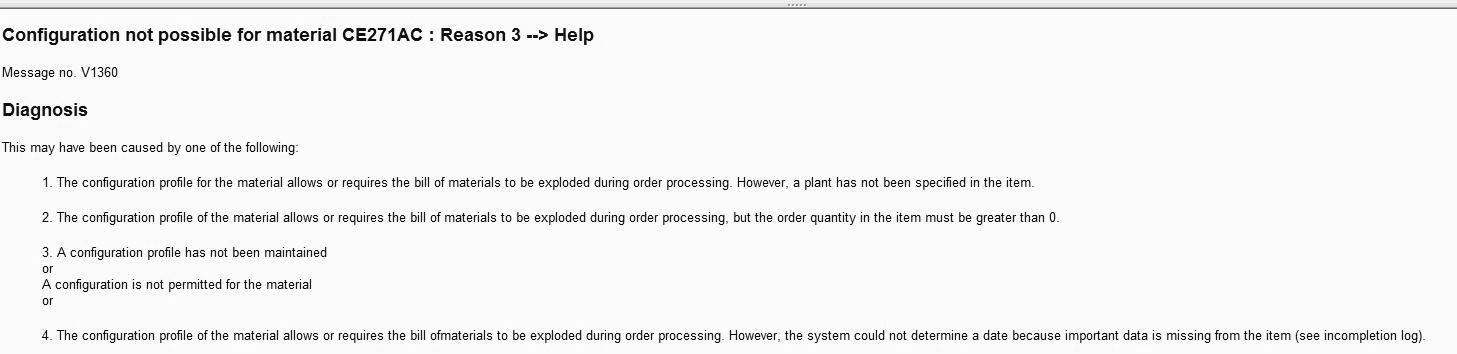 Configuration not possible for material CE271AC : Reason 3 --> Help
Message no. V1360
Diagnosis
This may have been caused by one of the following:
1. The configuration profile for the material allows or requires the bill of materials to be exploded during order processing. However, a plant has not been specified in the item.
2. The configuration profile of the material allows or requires the bill of materials to be exploded during order processing, but the order quantity in the item must be greater than 0.
3. A configuration profile has not been maintained
or
A configuration is not permitted for the material
or
4. The configuration profile of the material allows or requires the bill ofmaterials to be exploded during order processing. However, the system could not determine a date because important data is missing from the item (see incompletion log).